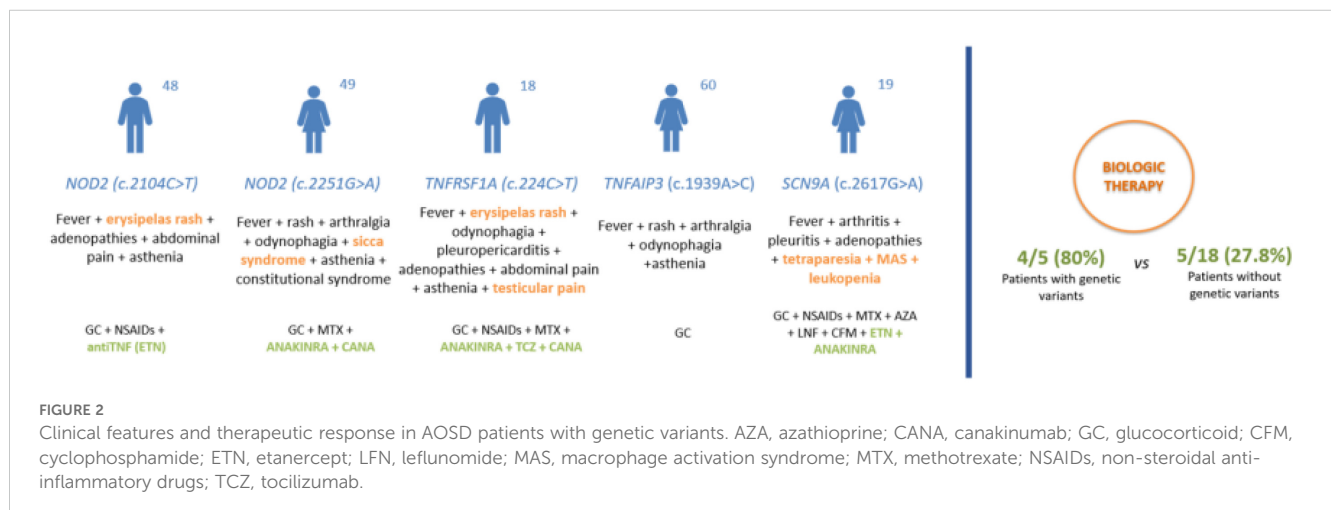 48
49
18
60
19
NOD2 (c.2104C>T)
NOD2 (c.2251G>A)
TNFRSF1A (c.224C>T)
TNFAIP3 (c.1939A>C)
SCN9A (c.2617G>A)
Fever + erysipelas rash +
adenopathies + abdominal
pain + asthenia
Fever + rash + arthralgia
+ odynophagia + sicca
syndrome + asthenia +
constitutional syndrome
Fever + erysipelas rash +
odynophagia +
pleuropericarditis +
adenopathies + abdominal pain
+ asthenia + testicular pain
Fever + rash + arthralgia
+ odynophagia
+asthenia
Fever + arthritis +
pleuritis + adenopathies
+ tetraparesia + MAS +
leukopenia
GC + NSAIDs +
antiTNF (ETN)
GC + MTX +
ANAKINRA + CANA
GC + NSAIDs + MTX +
ANAKINRA + TCZ + CANA
GC
GC + NSAIDs + MTX + AZA
+ LNF + CFM + ETN +
ANAKINRA
BIOLOGIC
THERAPY
4/5 (80%)
Patients with genetic
variants
vs
5/18 (27.8%)
Patients without
genetic variants
FIGURE 2
Clinical features and therapeutic response in AOSD patients with genetic variants. AZA, azathioprine; CANA, canakinumab; GC, glucocorticoid; CFM,
cyclophosphamide; ETN, etanercept; LFN, leflunomide; MAS, macrophage activation syndrome; MTX, methotrexate; NSAIDs, non-steroidal anti-
inflammatory drugs; TCZ, tocilizumab.